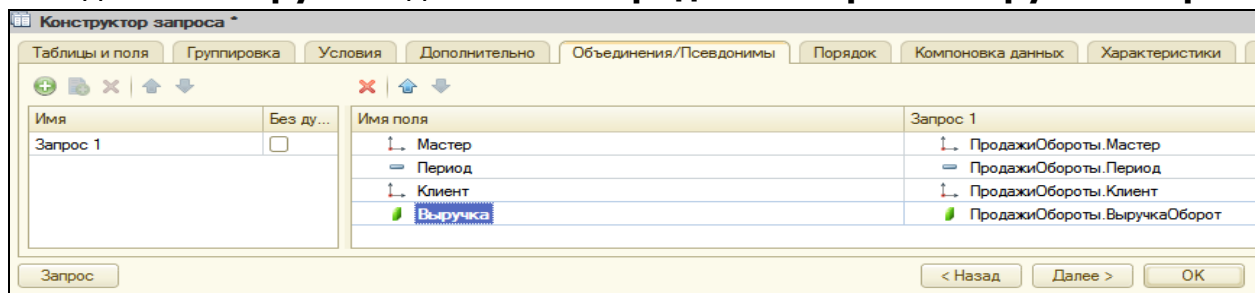 Конструктор запроса *
Таблицы и поля Группировка Условия Дополнительно Объединения/Псевдонимы Порядок Компоновка данных Характеристики
Имя Без ду... Имя поля Запрос 1
Запрос 1 Мастер ПродажиОбороты.Мастер
Период ПродажиОбороты.Период
Клиент ПродажиОбороты.Клиент
Выручка ПродажиОбороты.ВыручкаОборот
Запрос < Назад Далее > ОК